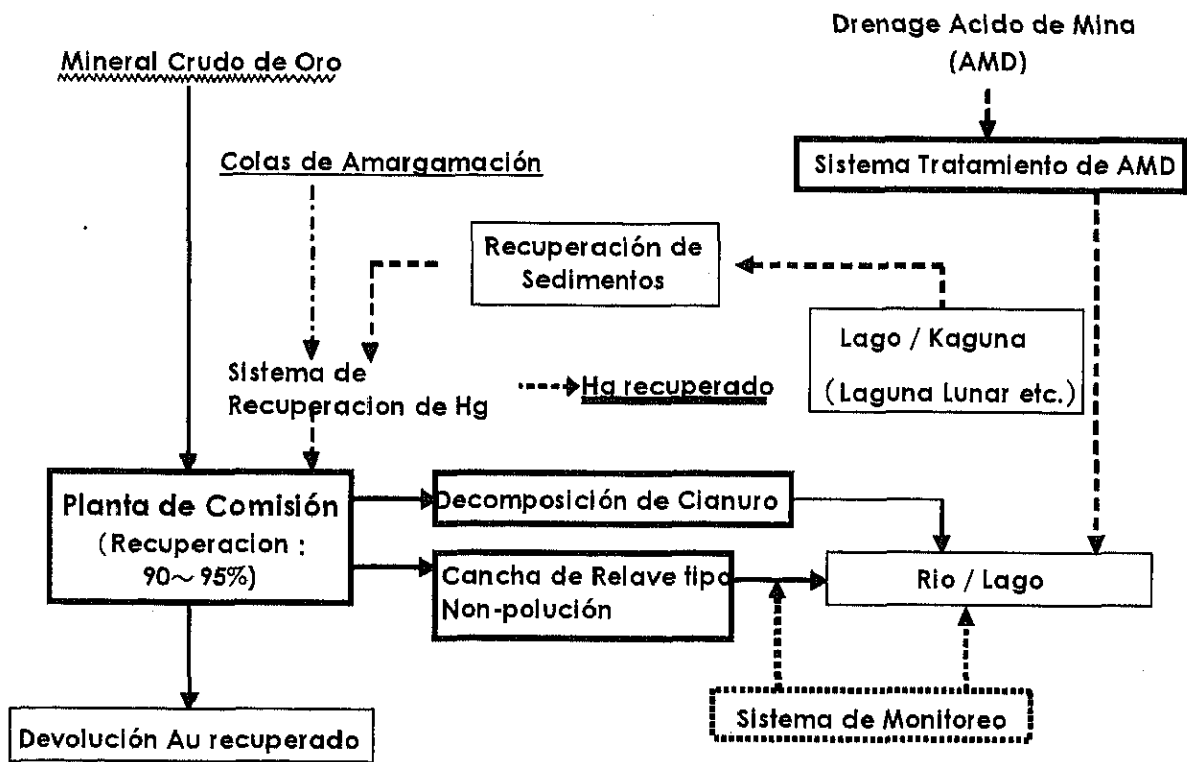 Drenage Acido de Mina
(AMD)
Mineral Crudo de Oro
Colas de Amargamación
Sistema Tratamiento de AMD
Recuperación de
Sedimentos
Lago / Kaguna
(Laguna Lunar etc.)
Sistema de
Recuperacion de Hg
Hg recuperado
Planta de Comisión
(Recuperacion :
90～95%)
Decomposición de Cianuro
Cancha de Relave tipo
Non-polución
Rio / Lago
Sistema de Monitoreo
Devolución Au recuperado